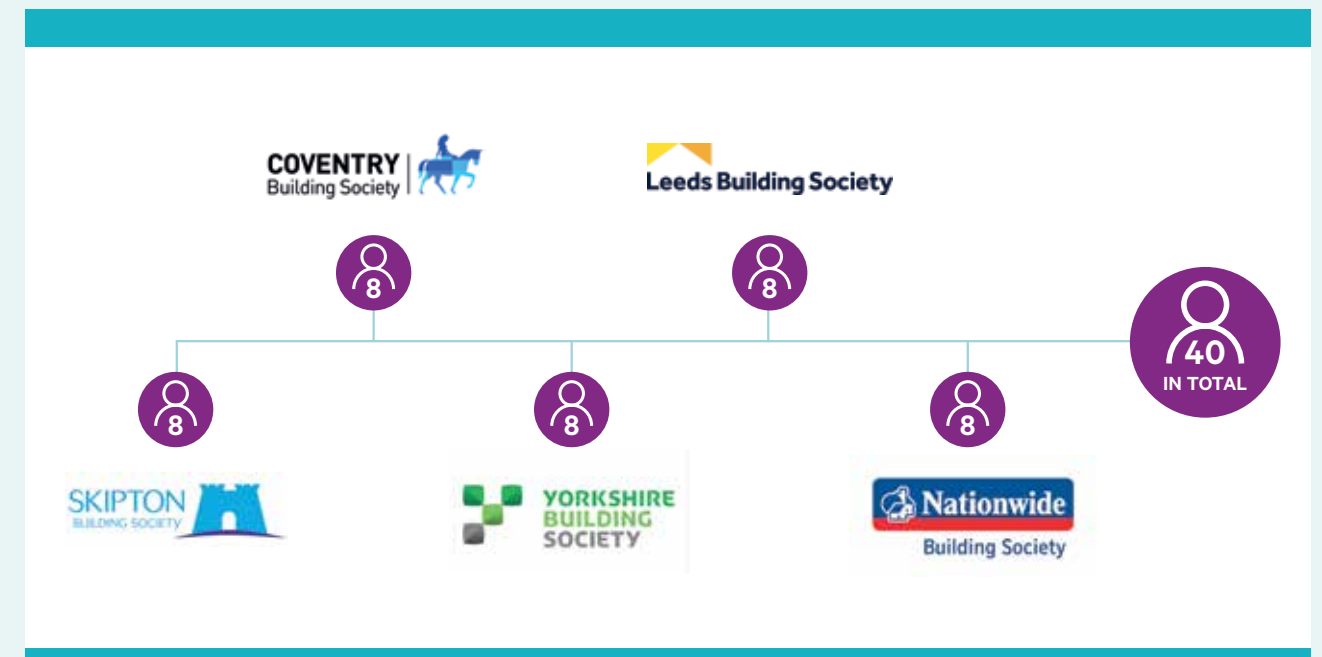 COVENTRY
Building Society
Leeds Building Society
8
8
40
IN TOTAL
8
8
8
SKIPTON
BUILDING SOCIETY
YORKSHIRE
BUILDING
SOCIETY
Nationwide
Building Society